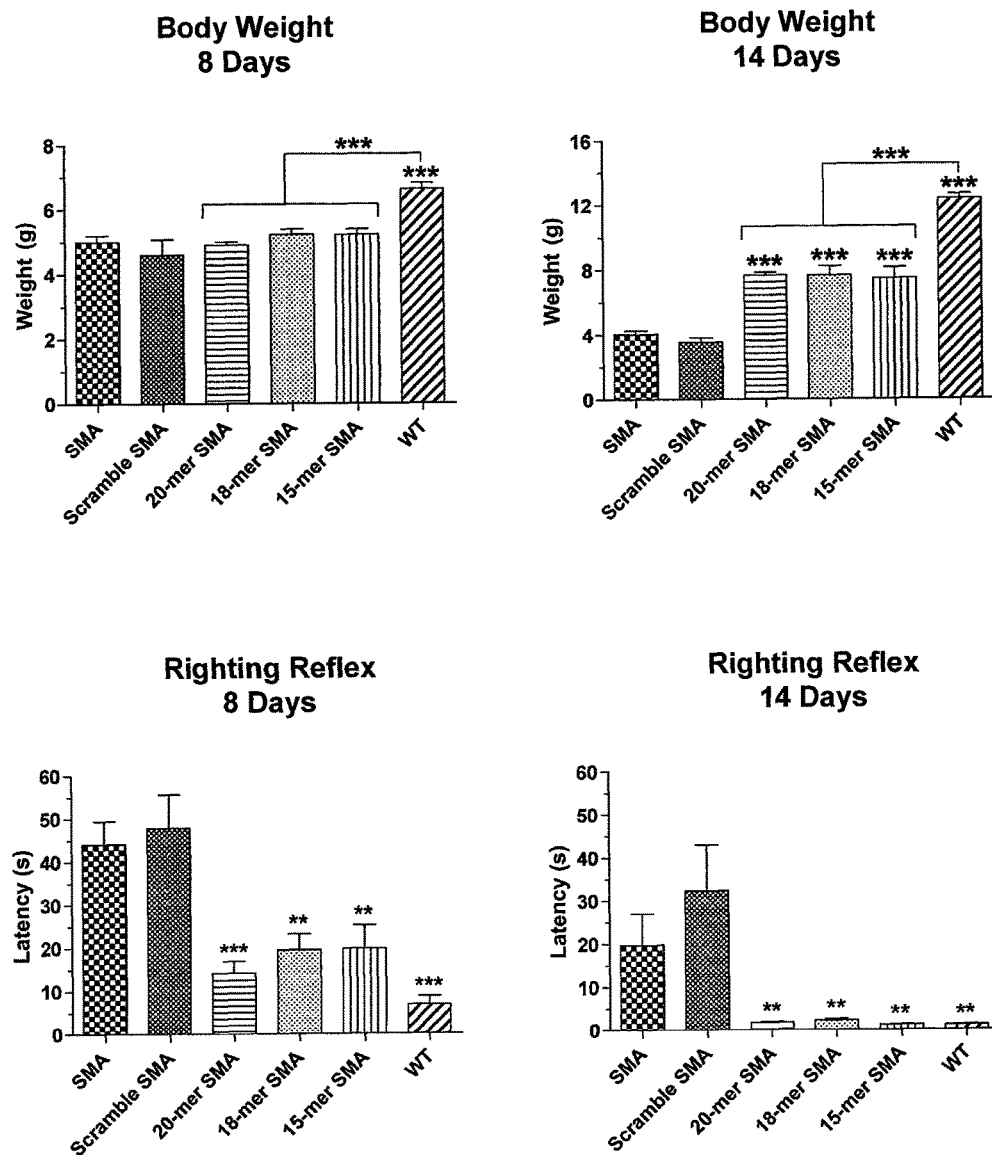 Body Weight
8 Days
Weight (g)
8
6
4
2
0
***
***
SMA
Scramble SMA
20-mer SMA
18-mer SMA
15-mer SMA
WT
Body Weight
14 Days
Weight (g)
16
12
8
4
0
***
***
*** *** ***
SMA
Scramble SMA
20-mer SMA
18-mer SMA
15-mer SMA
WT
Righting Reflex
8 Days
Latency (s)
60
50
40
30
20
10
0
*** ** ** ***
SMA
Scramble SMA
20-mer SMA
18-mer SMA
15-mer SMA
WT
Righting Reflex
14 Days
Latency (s)
60
50
40
30
20
10
0
** ** ** **
SMA
Scramble SMA
20-mer SMA
18-mer SMA
15-mer SMA
WT